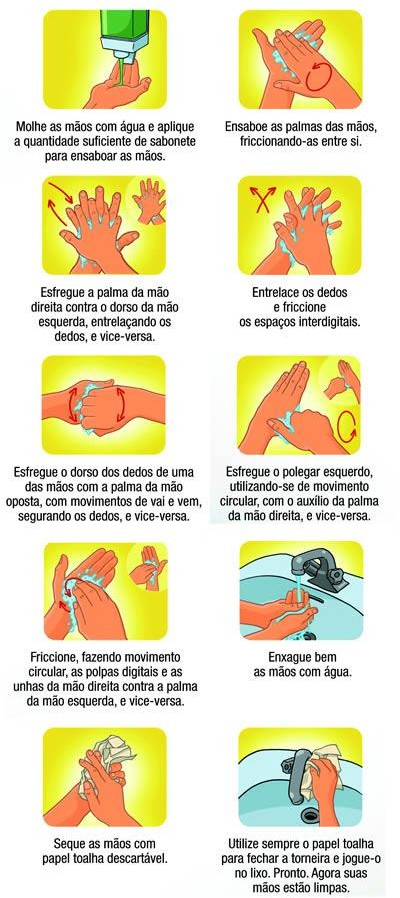 Molhe as mãos com água e aplique
a quantidade suficiente de sabonete
para ensaboar as mãos.
Ensaboe as palmas das mãos,
friccionando-as entre si.
Esfregue a palma da mão
direita contra o dorso da mão
esquerda, entrelaçando os
dedos, e vice-versa.
Entrelace os dedos
e friccione
os espaços interdigitais.
Esfregue o dorso dos dedos de uma
das mãos com a palma da mão
oposta, com movimentos de vai e vem,
segurando os dedos, e vice-versa.
Esfregue o polegar esquerdo,
utilizando-se de movimento
circular, com o auxílio da palma
da mão direita, e vice-versa.
Friccione, fazendo movimento
circular, as polpas digitais e as
unhas da mão direita contra a palma
da mão esquerda, e vice-versa.
Enxague bem
as mãos com água.
Seque as mãos com
papel toalha descartável.
Utilize sempre o papel toalha
para fechar a torneira e jogue-o
no lixo. Pronto. Agora suas
mãos estão limpas.